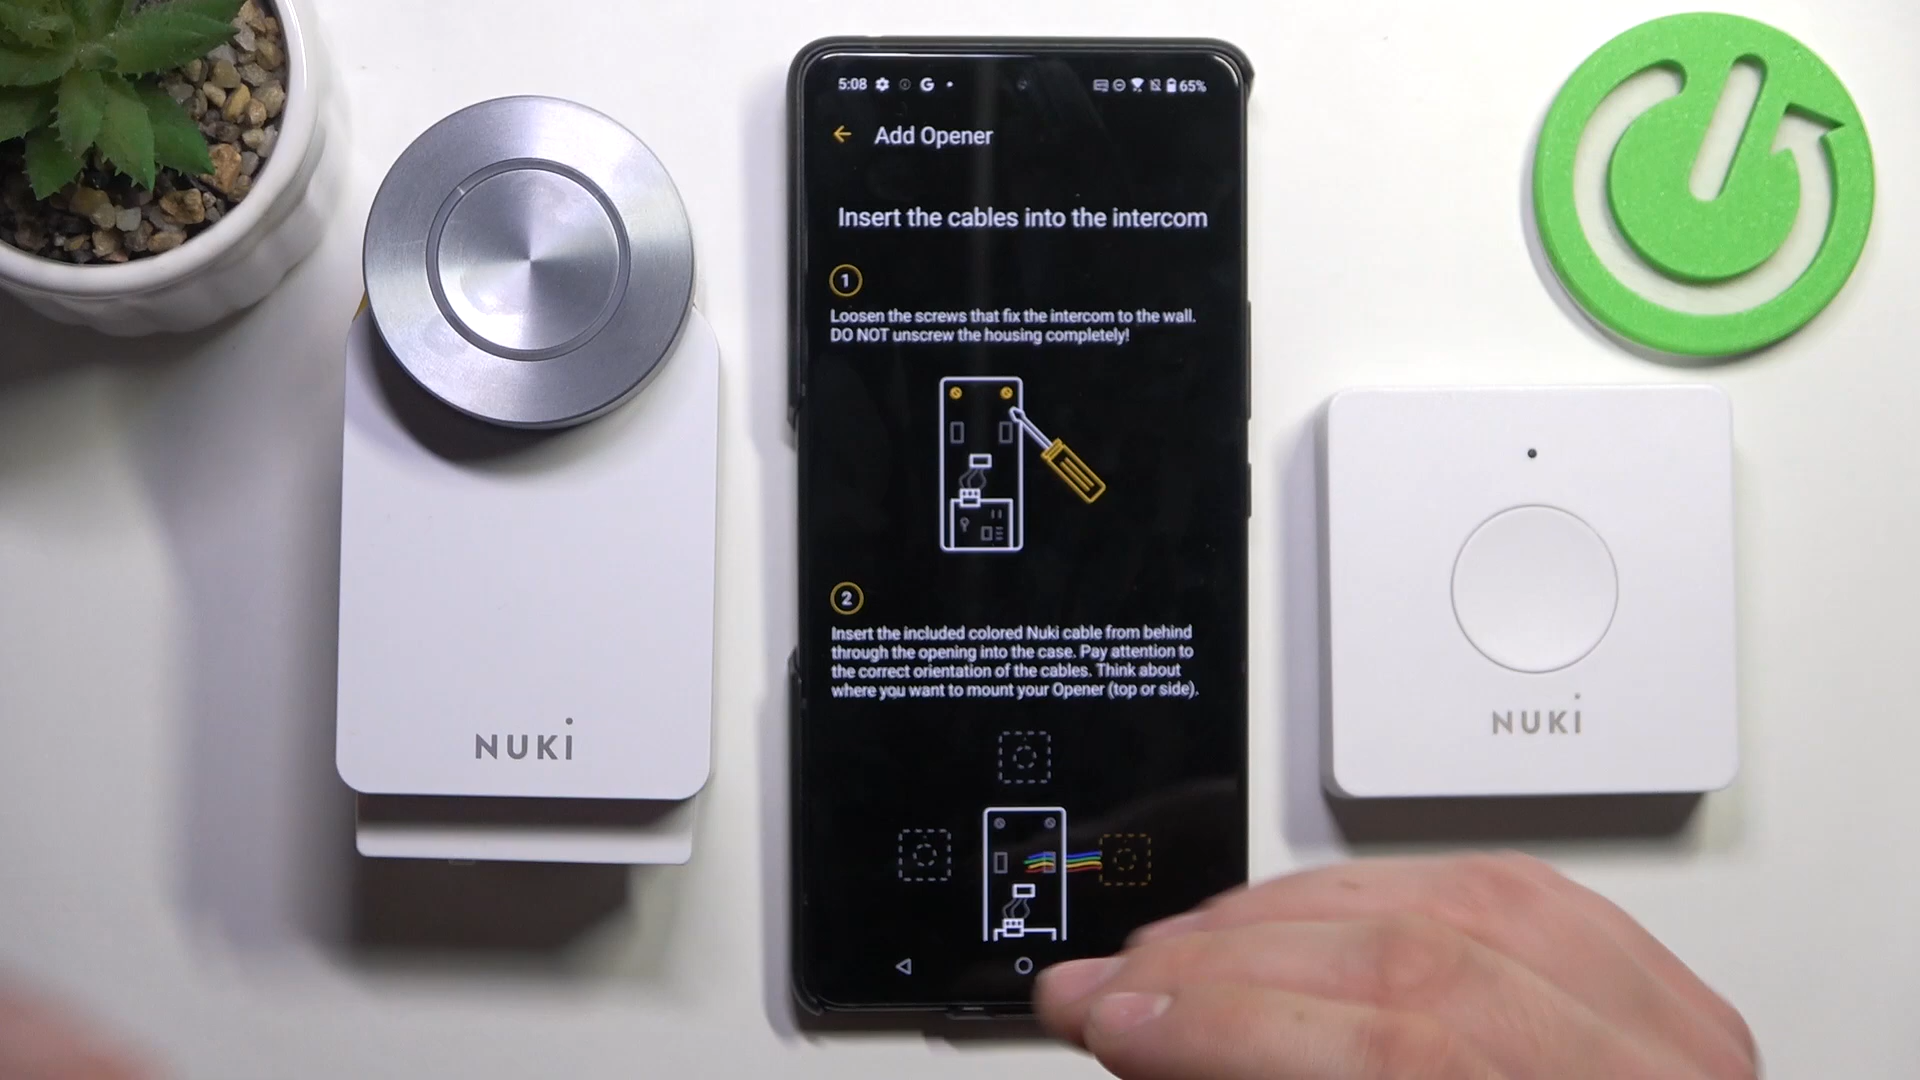 5:08
65%
Add Opener
Insert the cables into the intercom
1
Loosen the screws that fix the intercom to the wall.
DO NOT unscrew the housing completely!
2
Insert the included colored Nuki cable from behind
through the opening into the case. Pay attention to
the correct orientation of the cables. Think about
where you want to mount your Opener (top or side).
NUKI
NUKI